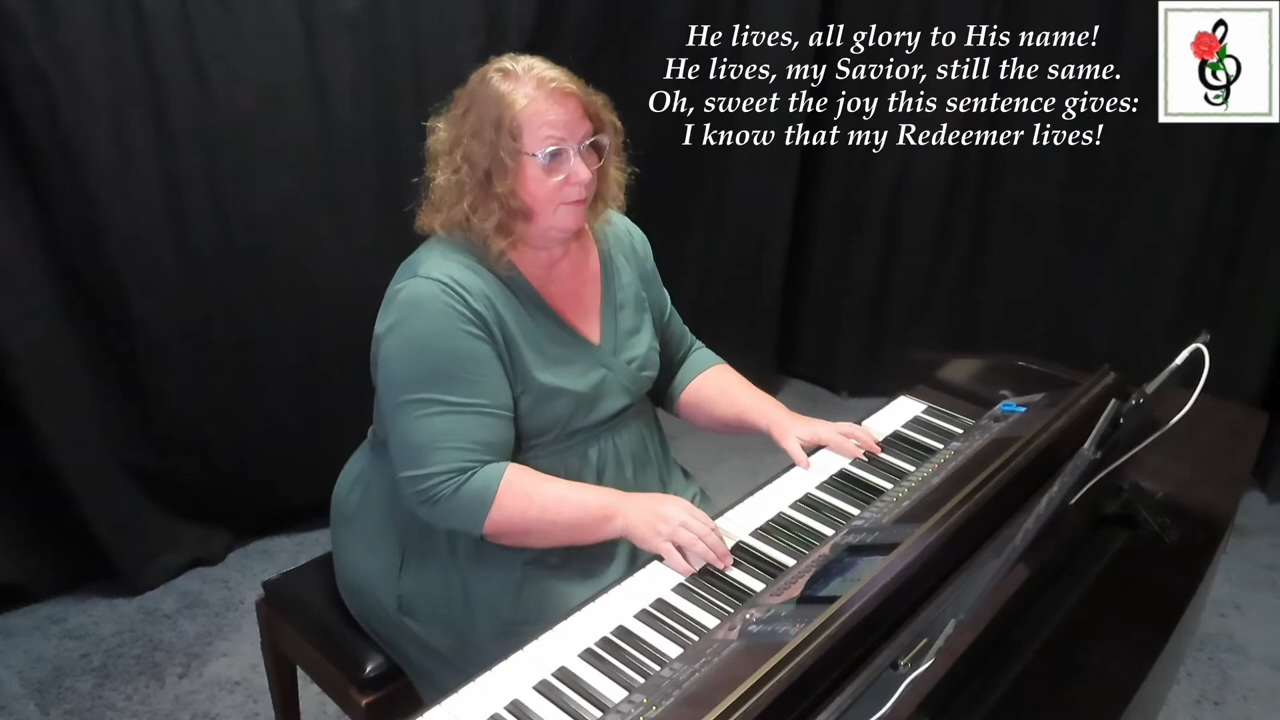 He lives, all glory to His name!
He lives, my Savior, still the same.
Oh, sweet the joy this sentence gives:
I know that my Redeemer lives!